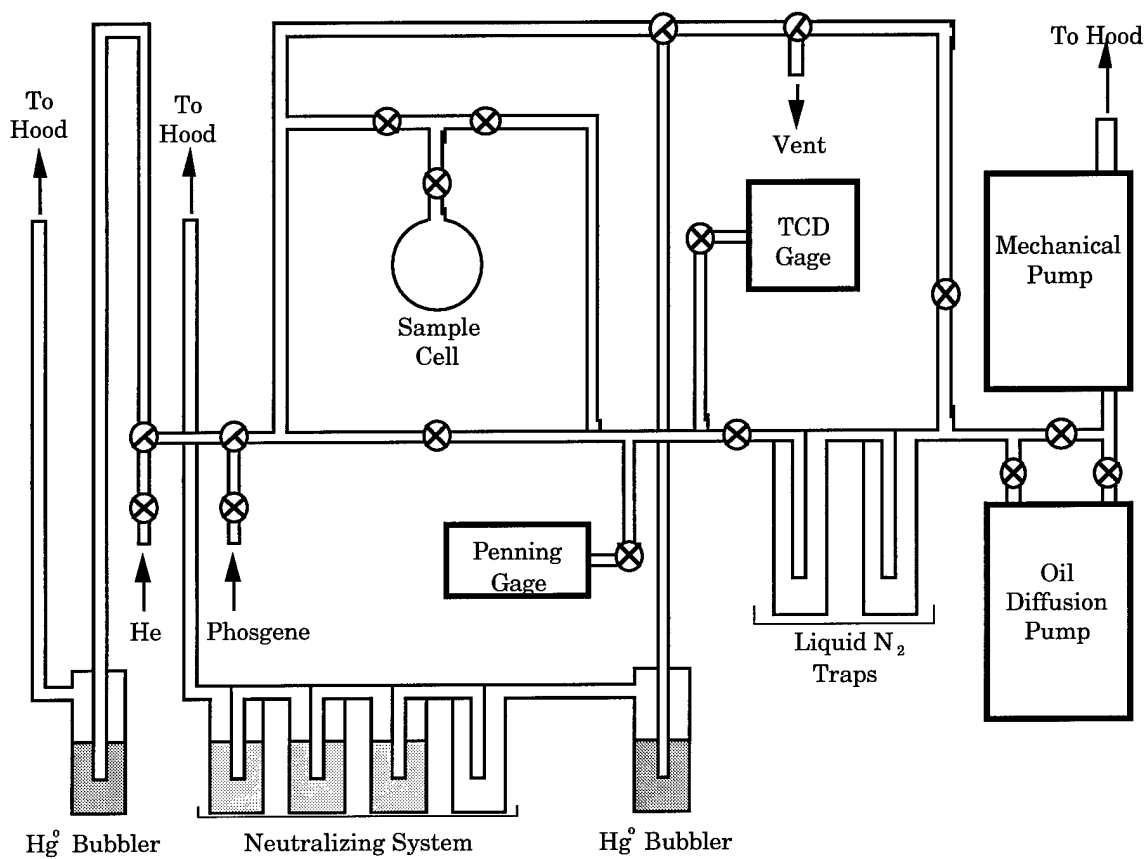 To Hood
To
Hood
To
Hood
Vent
TCD
Gage
Mechanical
Pump
Sample
Cell
Penning
Gage
Oil
Diffusion
Pump
He
Phosgene
Liquid N₂
Traps
Hg° Bubbler
Neutralizing System
Hg° Bubbler